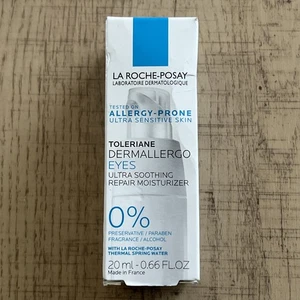 LA ROCHE-POSAY
LABORATOIRE DERMATOLOGIQUE
TESTED ON
ALLERGY-PRONE
ULTRA SENSITIVE SKIN
TOLERIANE
DERMALLERGO
EYES
ULTRA SOOTHING
REPAIR MOISTURIZER
0%
PRESERVATIVE / PARABEN
FRAGRANCE / ALCOHOL
WITH LA ROCHE-POSAY
THERMAL SPRING WATER
20 ml - 0.66 FL.OZ
Made in France